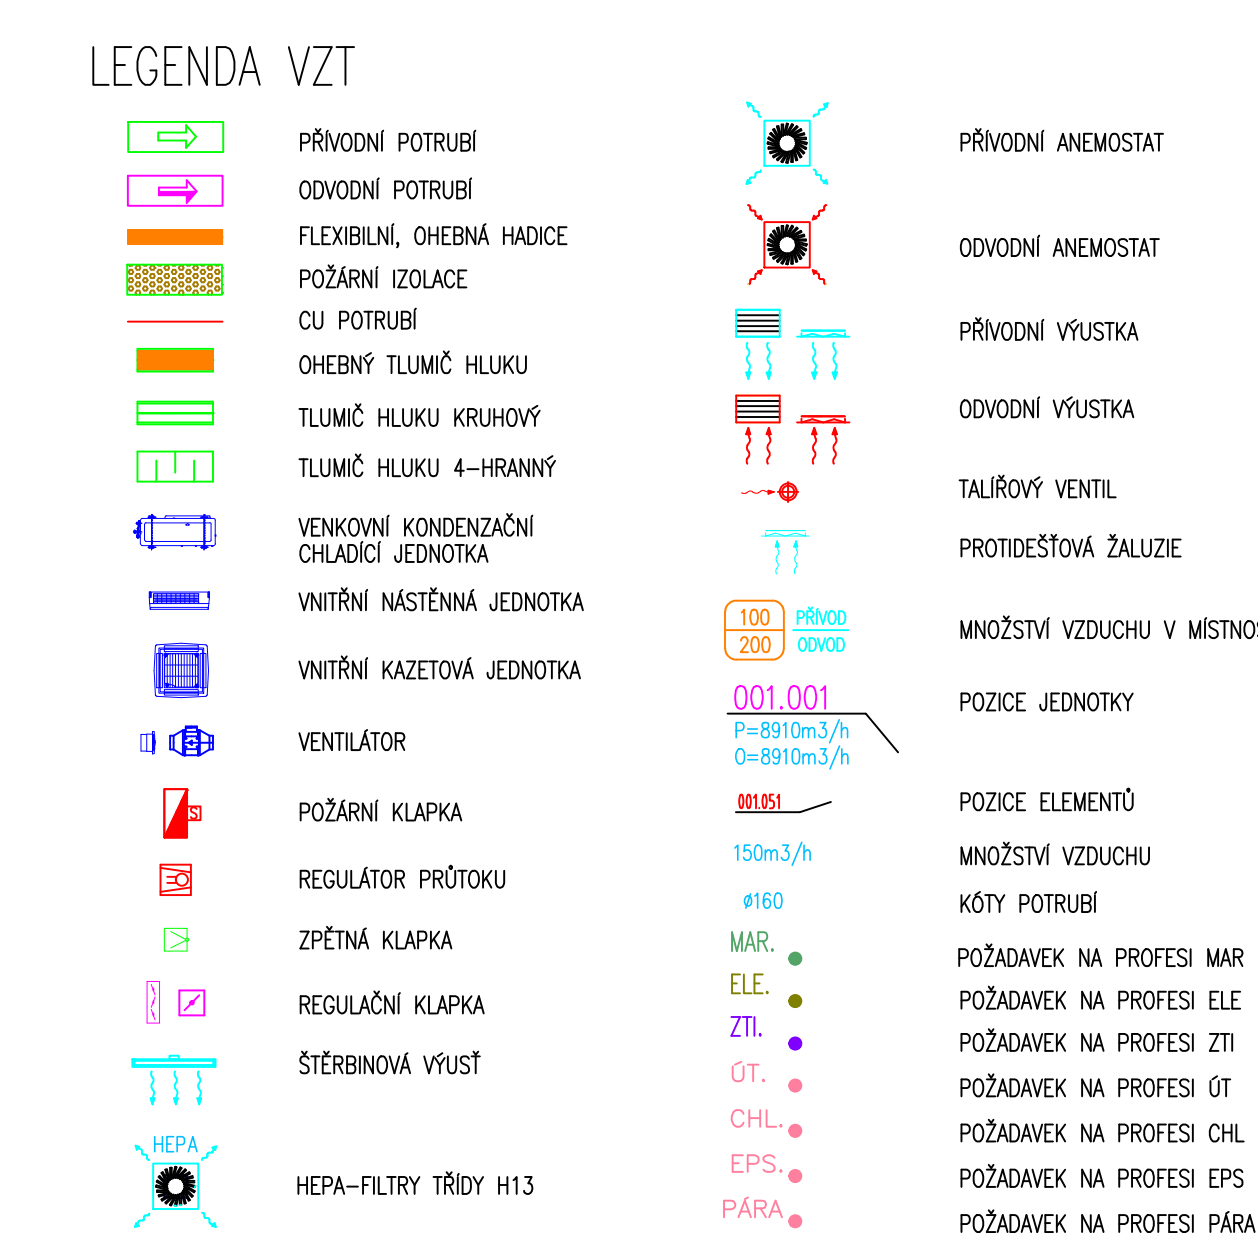 LEGENDA VZT
PŘÍVODNÍ POTRUBÍ
ODVODNÍ POTRUBÍ
FLEXIBILNÍ, OHEBNÁ HADICE
POŽÁRNÍ IZOLACE
CU POTRUBÍ
OHEBNÝ TLUMIČ HLUKU
TLUMIČ HLUKU KRUHOVÝ
TLUMIČ HLUKU 4-HRANNÝ
VENKOVNÍ KONDENZAČNÍ
CHLADÍCÍ JEDNOTKA
VNITŘNÍ NÁSTĚNNÁ JEDNOTKA
VNITŘNÍ KAZETOVÁ JEDNOTKA
VENTILÁTOR
S
POŽÁRNÍ KLAPKA
REGULÁTOR PRŮTOKU
ZPĚTNÁ KLAPKA
REGULAČNÍ KLAPKA
ŠTĚRBINOVÁ VÝUSŤ
HEPA
HEPA-FILTRY TŘÍDY H13
PŘÍVODNÍ ANEMOSTAT
ODVODNÍ ANEMOSTAT
PŘÍVODNÍ VÝUSTKA
ODVODNÍ VÝUSTKA
TALÍŘOVÝ VENTIL
PROTIDEŠŤOVÁ ŽALUZIE
100 PŘÍVOD
200 ODVOD
MNOŽSTVÍ VZDUCHU V MÍSTNOS
001.001
P=8910m3/h
O=8910m3/h
POZICE JEDNOTKY
001.051
POZICE ELEMENTŮ
150m3/h
MNOŽSTVÍ VZDUCHU
ø160
KÓTY POTRUBÍ
MAR.
POŽADAVEK NA PROFESI MAR
ELE.
POŽADAVEK NA PROFESI ELE
ZTI.
POŽADAVEK NA PROFESI ZTI
ÚT.
POŽADAVEK NA PROFESI ÚT
CHL.
POŽADAVEK NA PROFESI CHL
EPS.
POŽADAVEK NA PROFESI EPS
PÁRA
POŽADAVEK NA PROFESI PÁRA